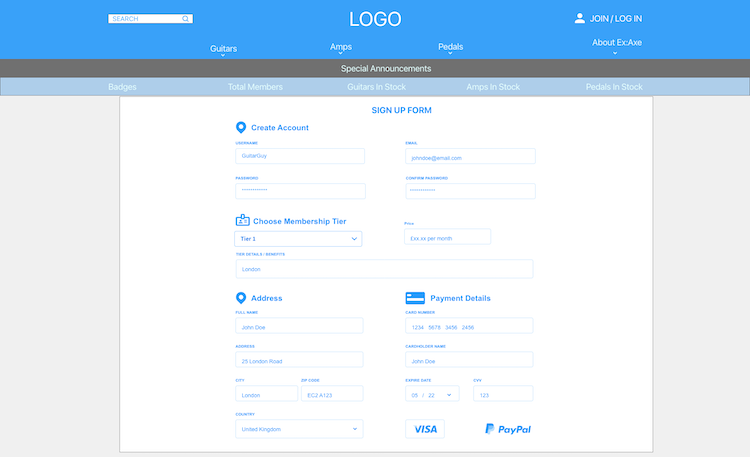 SEARCH
LOGO
JOIN / LOG IN
Guitars
Amps
Pedals
About Ex:Axe
Special Announcements
Badges
Total Members
Guitars In Stock
Amps In Stock
Pedals In Stock
SIGN UP FORM
Create Account
USERNAME
EMAIL
GuitarGuy
johndoe@email.com
PASSWORD
CONFIRM PASSWORD
************
************
Choose Membership Tier
Price
Tier 1
£xx.xx per month
TIER DETAILS / BENEFITS
London
Address
Payment Details
FULL NAME
CARD NUMBER
John Doe
1234 5678 3456 2456
ADDRESS
CARDHOLDER NAME
25 London Road
John Doe
CITY
ZIP CODE
EXPIRE DATE
CVV
London
EC2 A123
05 / 22
123
COUNTRY
United Kingdom
VISA
PayPal